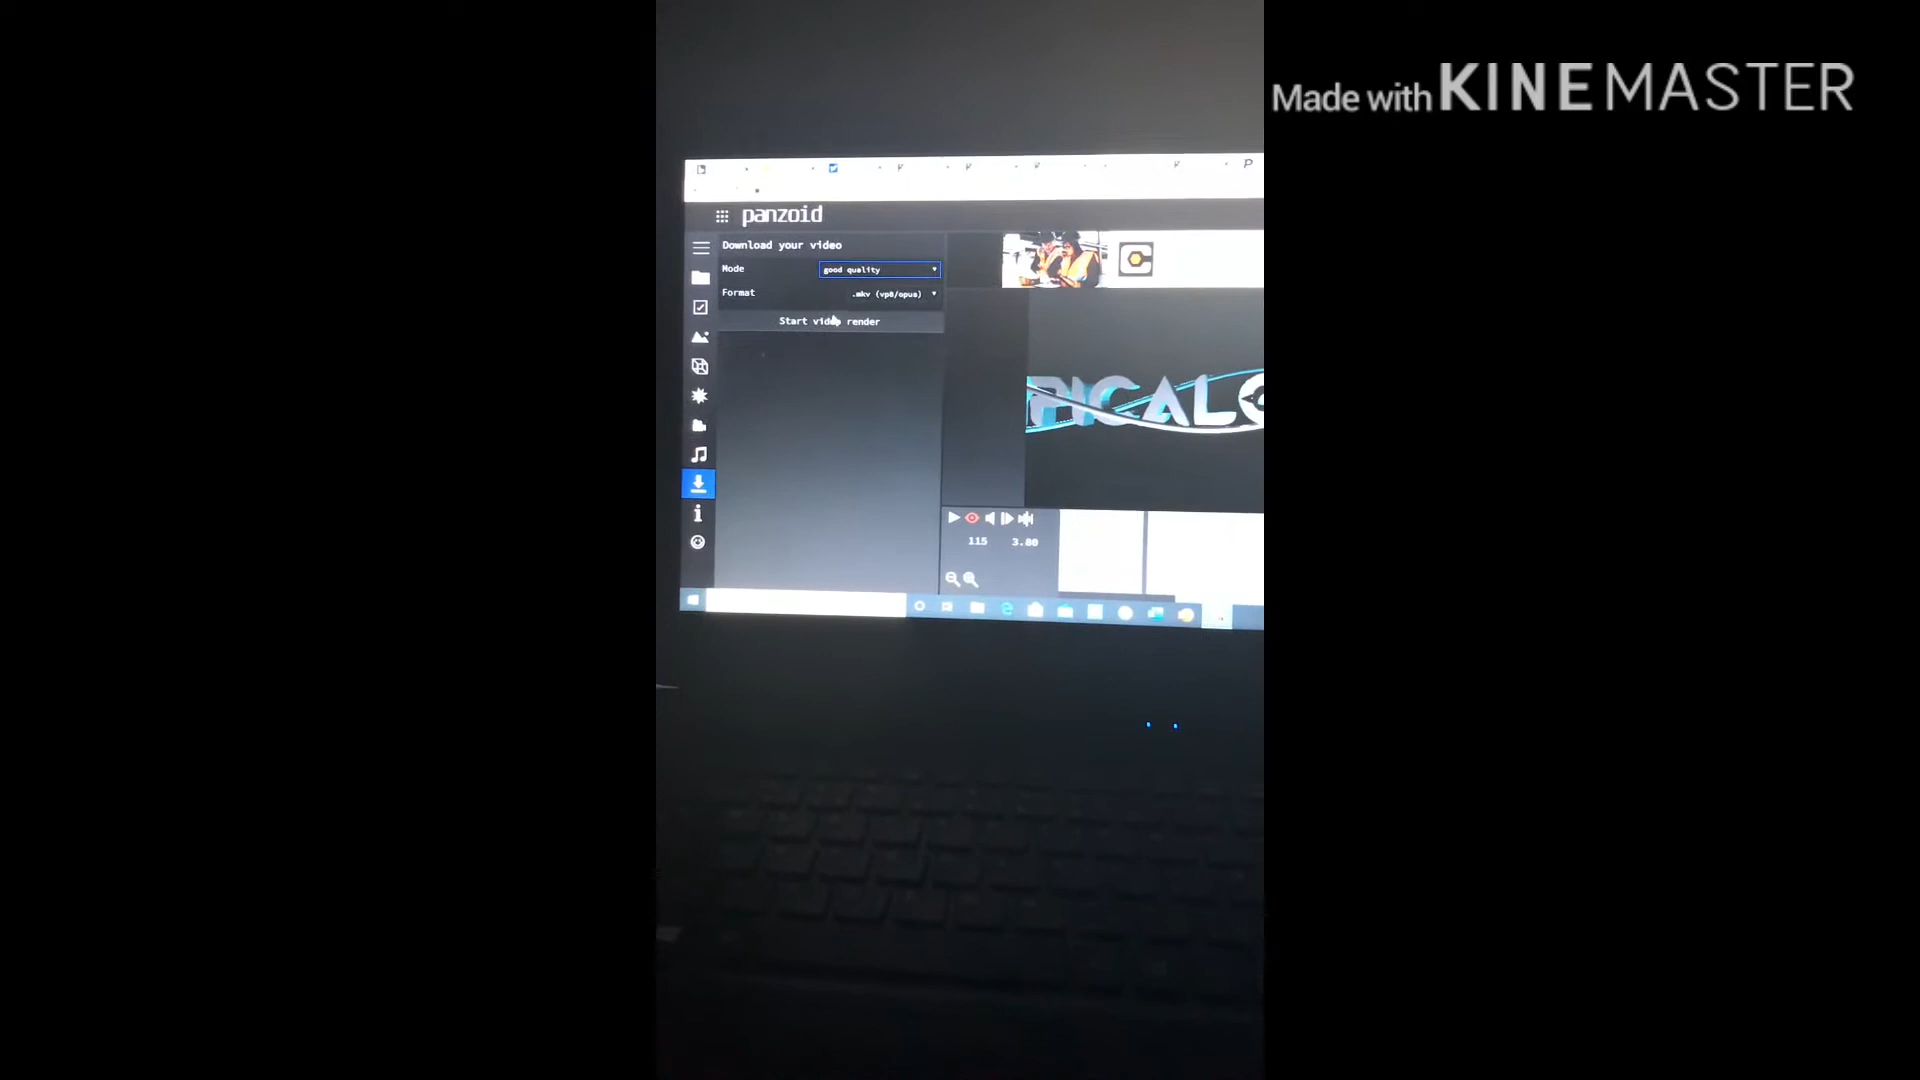 Made with KINEMASTER
P
panzoid
Download your video
Mode good quality
Format .mkv (vp8/opus)
Start video render
PICAL
115 3.80